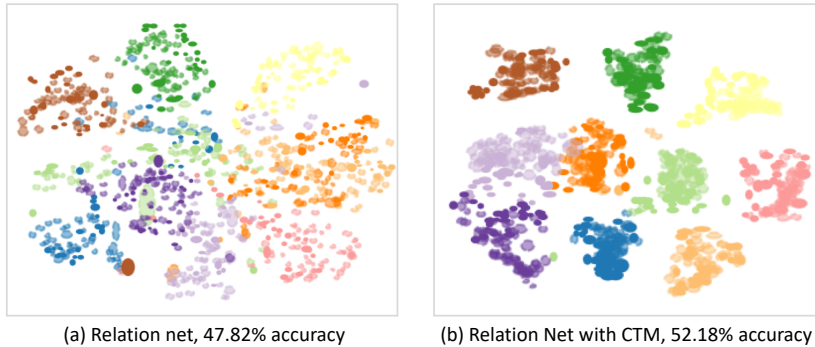 (a) Relation net, 47.82% accuracy
(b) Relation Net with CTM, 52.18% accuracy